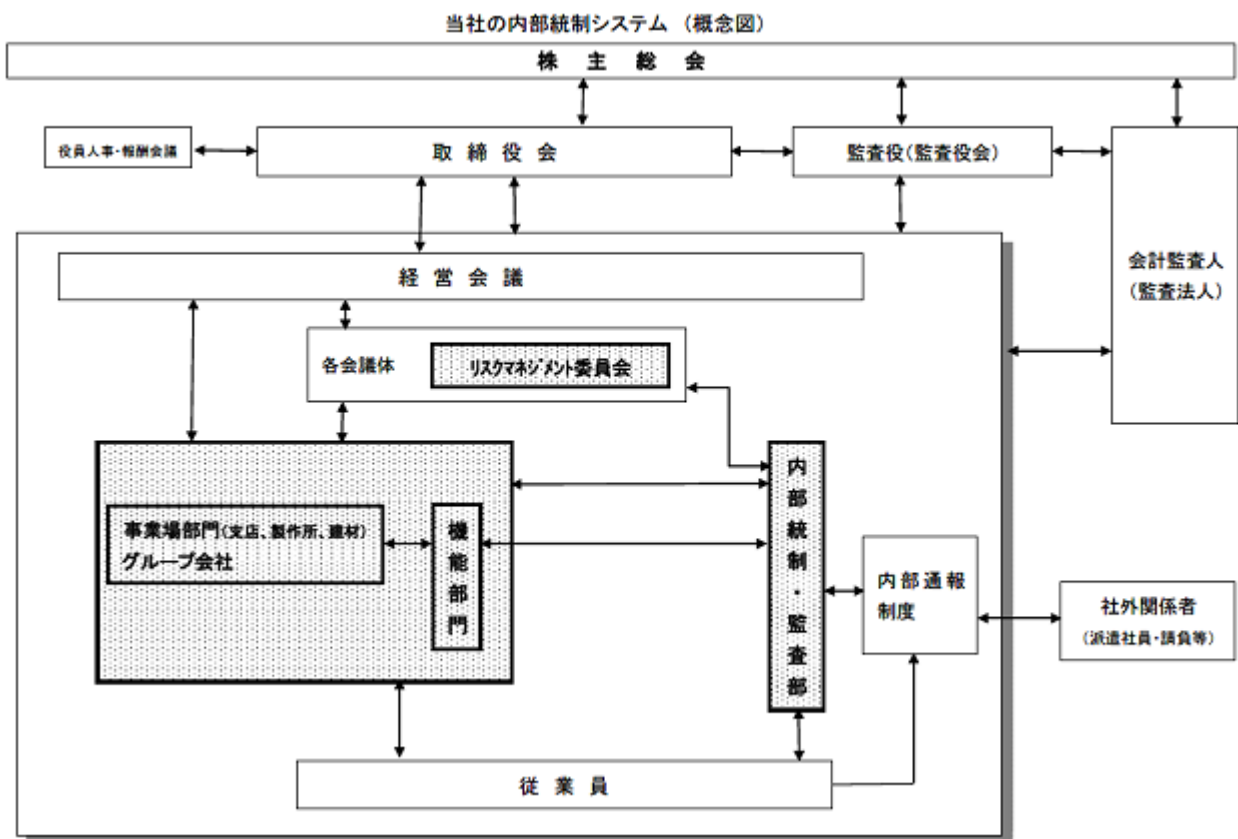 当社の内部統制システム （概念図）
株 主 総 会
役員人事・報酬会議
取 締 役 会
監査役（監査役会）
会計監査人
（監査法人）
経 営 会 議
各会議体
リスクマネジメント委員会
事業場部門（支店、製作所、建材）
グループ会社
機能部門
内部統制・監査部
内部通報
制度
社外関係者
（派遣社員・請負等）
従 業 員